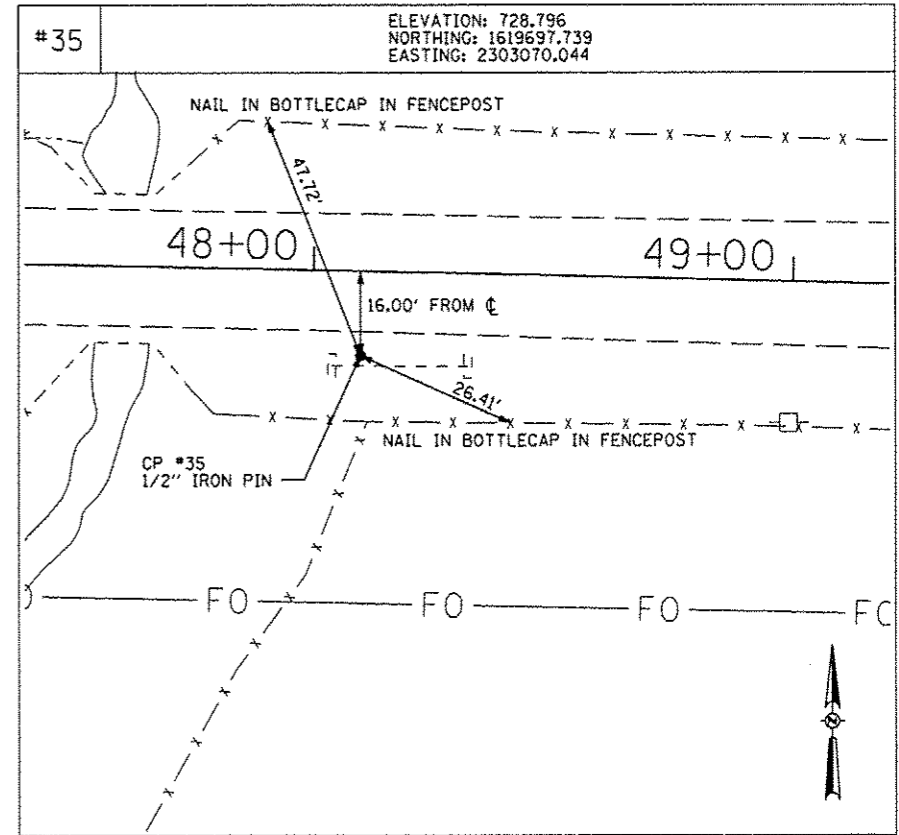 #35
ELEVATION: 728.796
NORTHING: 1619697.739
EASTING: 2303070.044
NAIL IN BOTTLECAP IN FENCEPOST
47.72'
48+00
49+00
16.00' FROM ℄
26.41'
NAIL IN BOTTLECAP IN FENCEPOST
CP #35
1/2" IRON PIN
FO FO FO
N